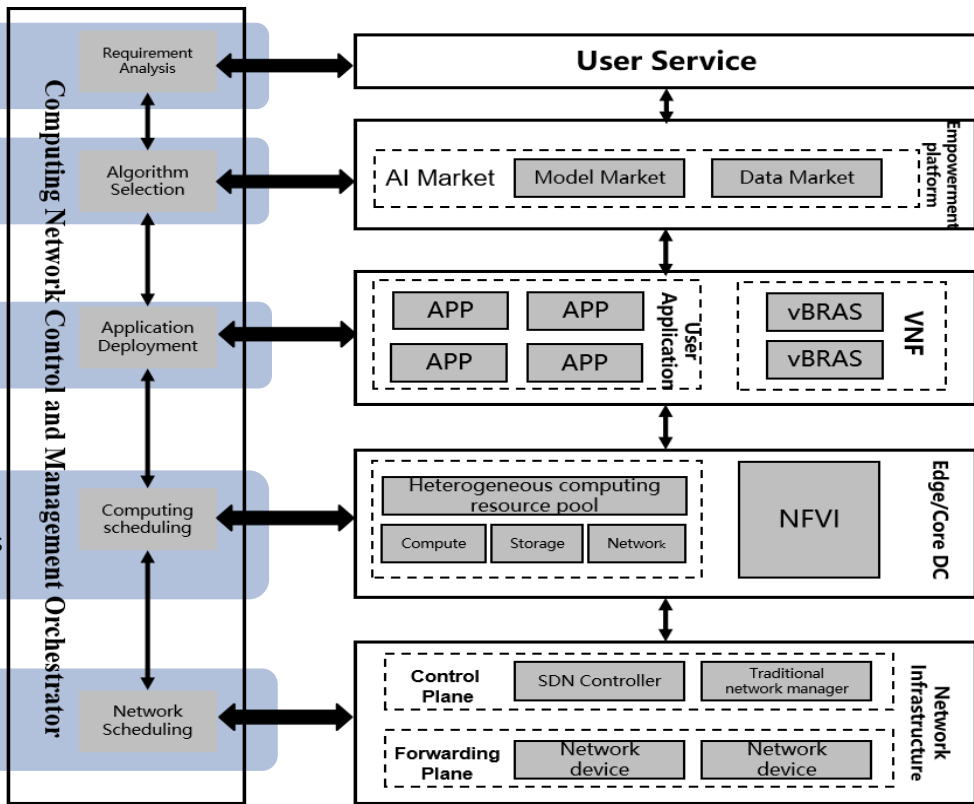 Computing Network Control and Management Orchestrator
Requirement
Analysis
Algorithm
Selection
Application
Deployment
Computing
scheduling
Network
Scheduling
User Service
AI Market
Model Market
Data Market
Empowerment
platform
APP
APP
APP
APP
User
Application
vBRAS
vBRAS
VNF
Heterogeneous computing
resource pool
Compute
Storage
Network
NFVI
Edge/Core DC
Control
Plane
SDN Controller
Traditional
network manager
Forwarding
Plane
Network
device
Network
device
Network
Infrastructure